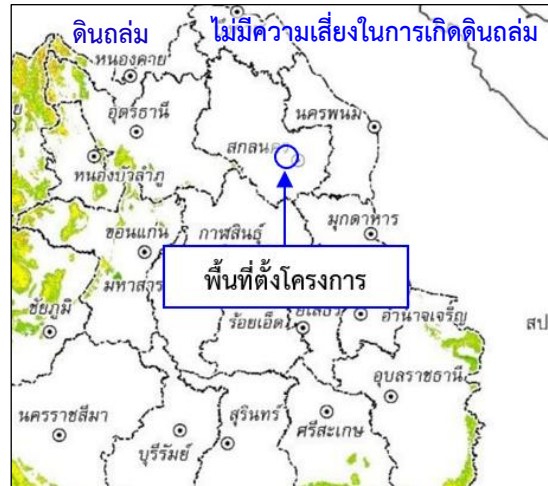 ดินถล่ม ไม่มีความเสี่ยงในการเกิดดินถล่ม
หนองคาย
อุดรธานี
นครพนม
สกลนคร
หนองบัวลำภู
ขอนแก่น
กาฬสินธุ์
มุกดาหาร
พื้นที่ตั้งโครงการ
ชัยภูมิ
ร้อยเอ็ด
อำนาจเจริญ
สป
อุบลราชธานี
นครราชสีมา
สุรินทร์
ศรีสะเกษ
บุรีรัมย์